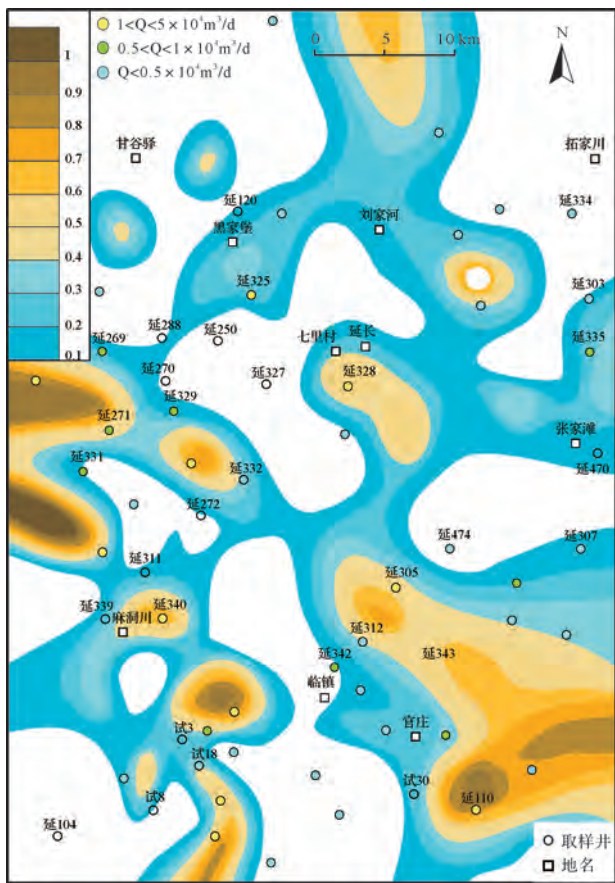 1<Q<5×10⁴m³/d
0.5<Q<1×10⁴m³/d
Q<0.5×10⁴m³/d
0 5 10 km
N
1
0.9
0.8
0.7
0.6
0.5
0.4
0.3
0.2
0.1
甘谷驿
拓家川
延120
延334
黑家堡
刘家河
延325
延303
延288
延250
七里村
延长
延269
延335
延270
延327
延328
延329
延271
张家滩
延331
延332
延470
延272
延474
延307
延311
延305
延339
延340
麻洞川
延312
延342
延343
临镇
试3
官庄
试18
试30
试8
延110
延104
取样井
地名